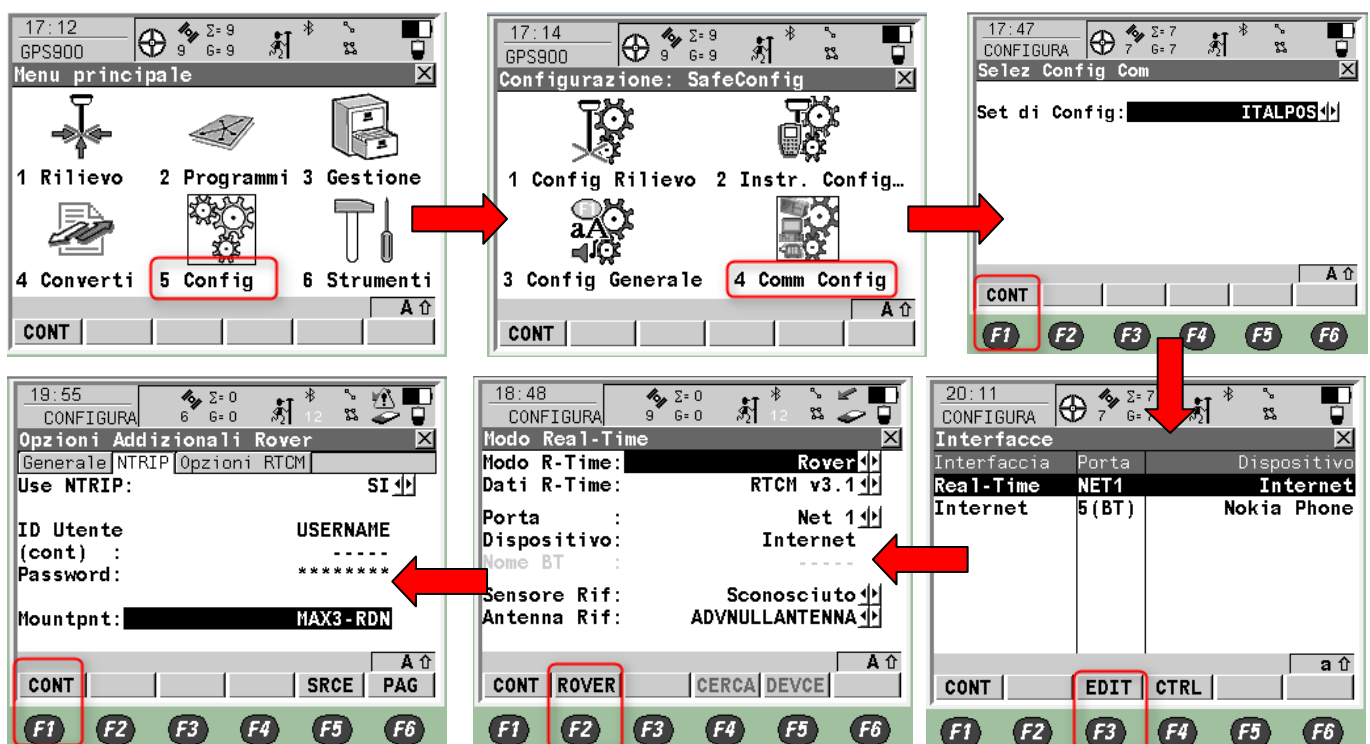 17:12
GPS900
9
Σ= 9
G= 9
Menu principale
1 Rilievo
2 Programmi
3 Gestione
4 Converti
5 Config
6 Strumenti
A
CONT
17:14
GPS900
9
Σ= 9
G= 9
Configurazione: SafeConfig
1 Config Rilievo
2 Instr. Config…
F1
aA
3 Config Generale
4 Comm Config
A
CONT
17:47
CONFIGURA
7
Σ= 7
G= 7
Selez Config Com
Set di Config: ITALPOS
A
CONT
F1 F2 F3 F4 F5 F6
20:11
CONFIGURA
7
Σ= 7
G= 7
Interfacce
Interfaccia Porta Dispositivo
Real-Time NET1 Internet
Internet 5(BT) Nokia Phone
a
CONT EDIT CTRL
F1 F2 F3 F4 F5 F6
18:48
CONFIGURA
9
Σ= 0
G= 0
12
Modo Real-Time
Modo R-Time: Rover
Dati R-Time: RTCM v3.1
Porta : Net 1
Dispositivo: Internet
Nome BT : -----
Sensore Rif: Sconosciuto
Antenna Rif: ADVNULLANTENNA
A
CONT ROVER CERCA DEVCE
F1 F2 F3 F4 F5 F6
19:55
CONFIGURA
6
Σ= 0
G= 0
12
Opzioni Addizionali Rover
Generale NTRIP Opzioni RTCM
Use NTRIP: SI
ID Utente USERNAME
(cont) : -----
Password: ********
Mountpnt: MAX3-RDN
A
CONT SRCE PAG
F1 F2 F3 F4 F5 F6